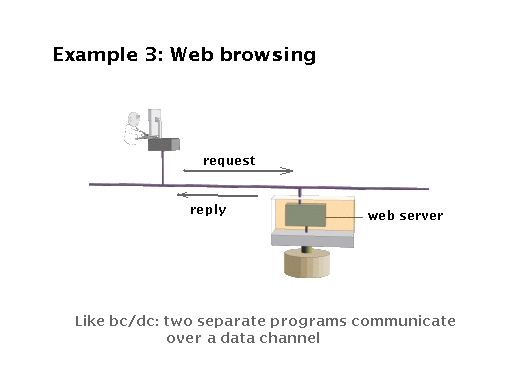 Example 3: Web browsing
request
reply
web server
Like bc/dc: two separate programs communicate
over a data channel